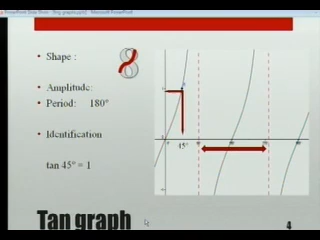 Shape :
Amplitude:
Period: 180°
Identification
tan 45° = 1
45°
Tan graph
4